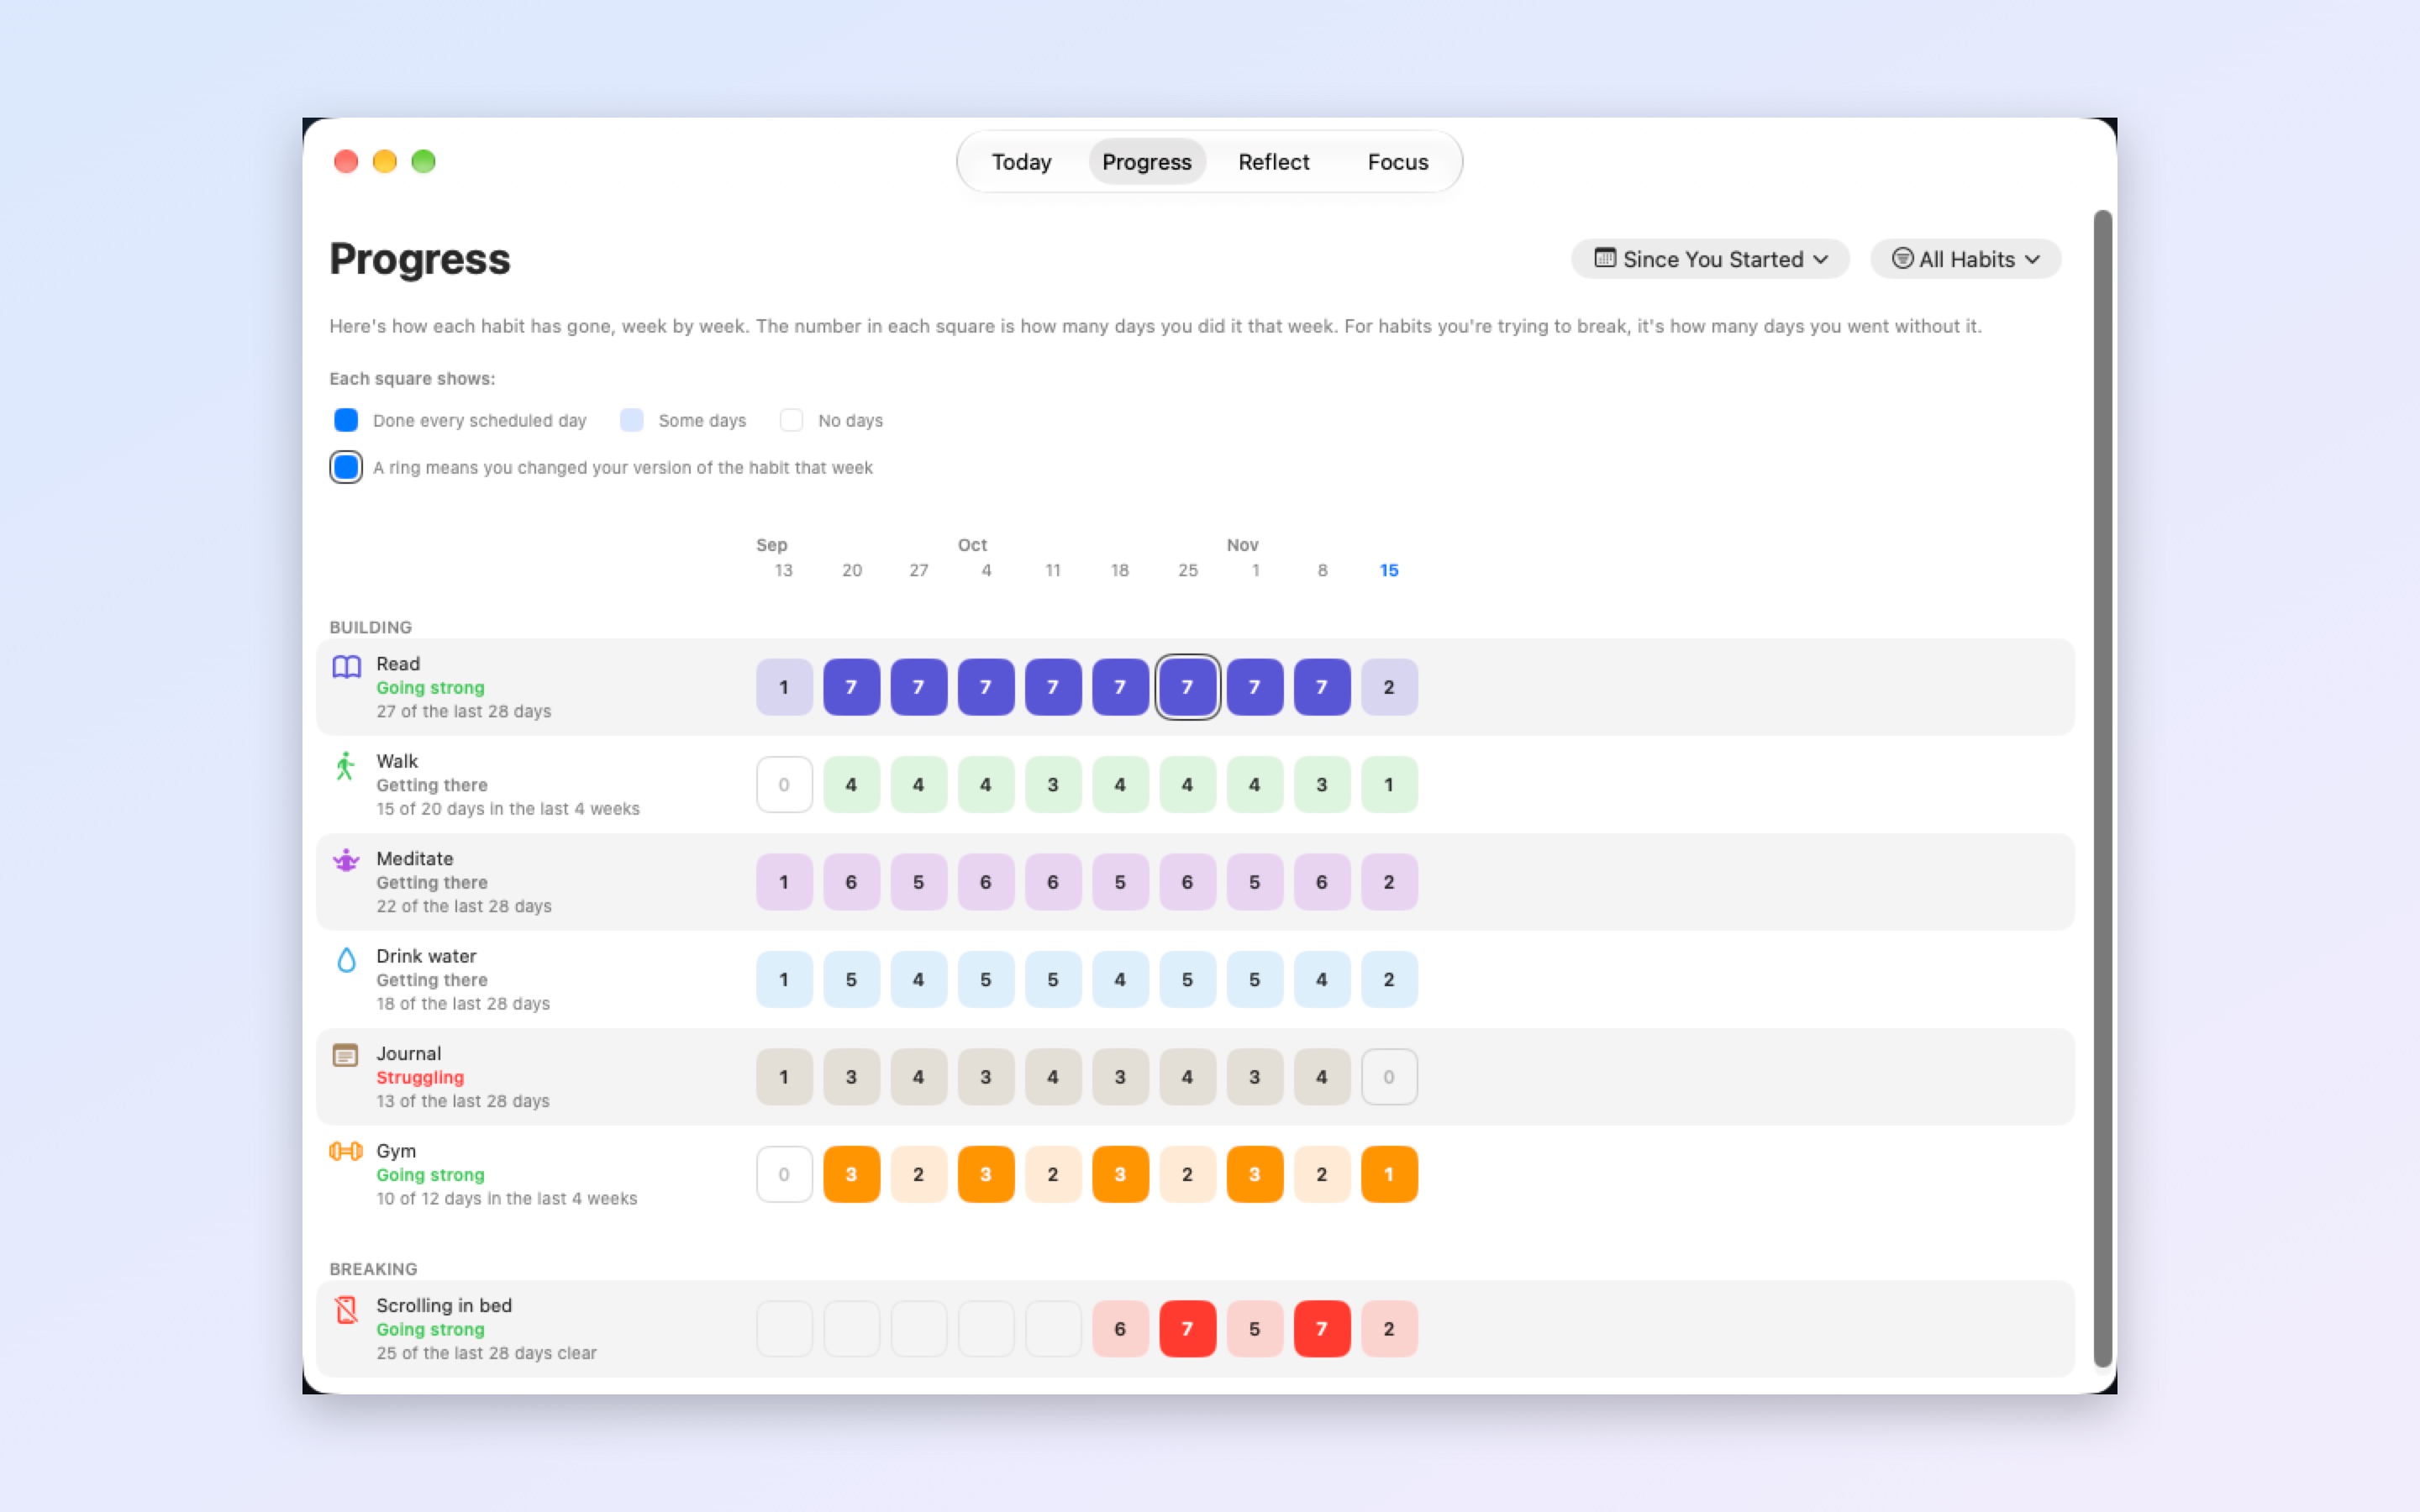 Today Progress Reflect Focus
Progress
Since You Started All Habits
Here's how each habit has gone, week by week. The number in each square is how many days you did it that week. For habits you're trying to break, it's how many days you went without it.
Each square shows:
Done every scheduled day Some days No days
A ring means you changed your version of the habit that week
Sep Oct Nov
13 20 27 4 11 18 25 1 8 15
BUILDING
Read
Going strong
27 of the last 28 days
1 7 7 7 7 7 7 7 7 2
Walk
Getting there
15 of 20 days in the last 4 weeks
0 4 4 4 3 4 4 4 3 1
Meditate
Getting there
22 of the last 28 days
1 6 5 6 6 5 6 5 6 2
Drink water
Getting there
18 of the last 28 days
1 5 4 5 5 4 5 5 4 2
Journal
Struggling
13 of the last 28 days
1 3 4 3 4 3 4 3 4 0
Gym
Going strong
10 of 12 days in the last 4 weeks
0 3 2 3 2 3 2 3 2 1
BREAKING
Scrolling in bed
Going strong
25 of the last 28 days clear
6 7 5 7 2